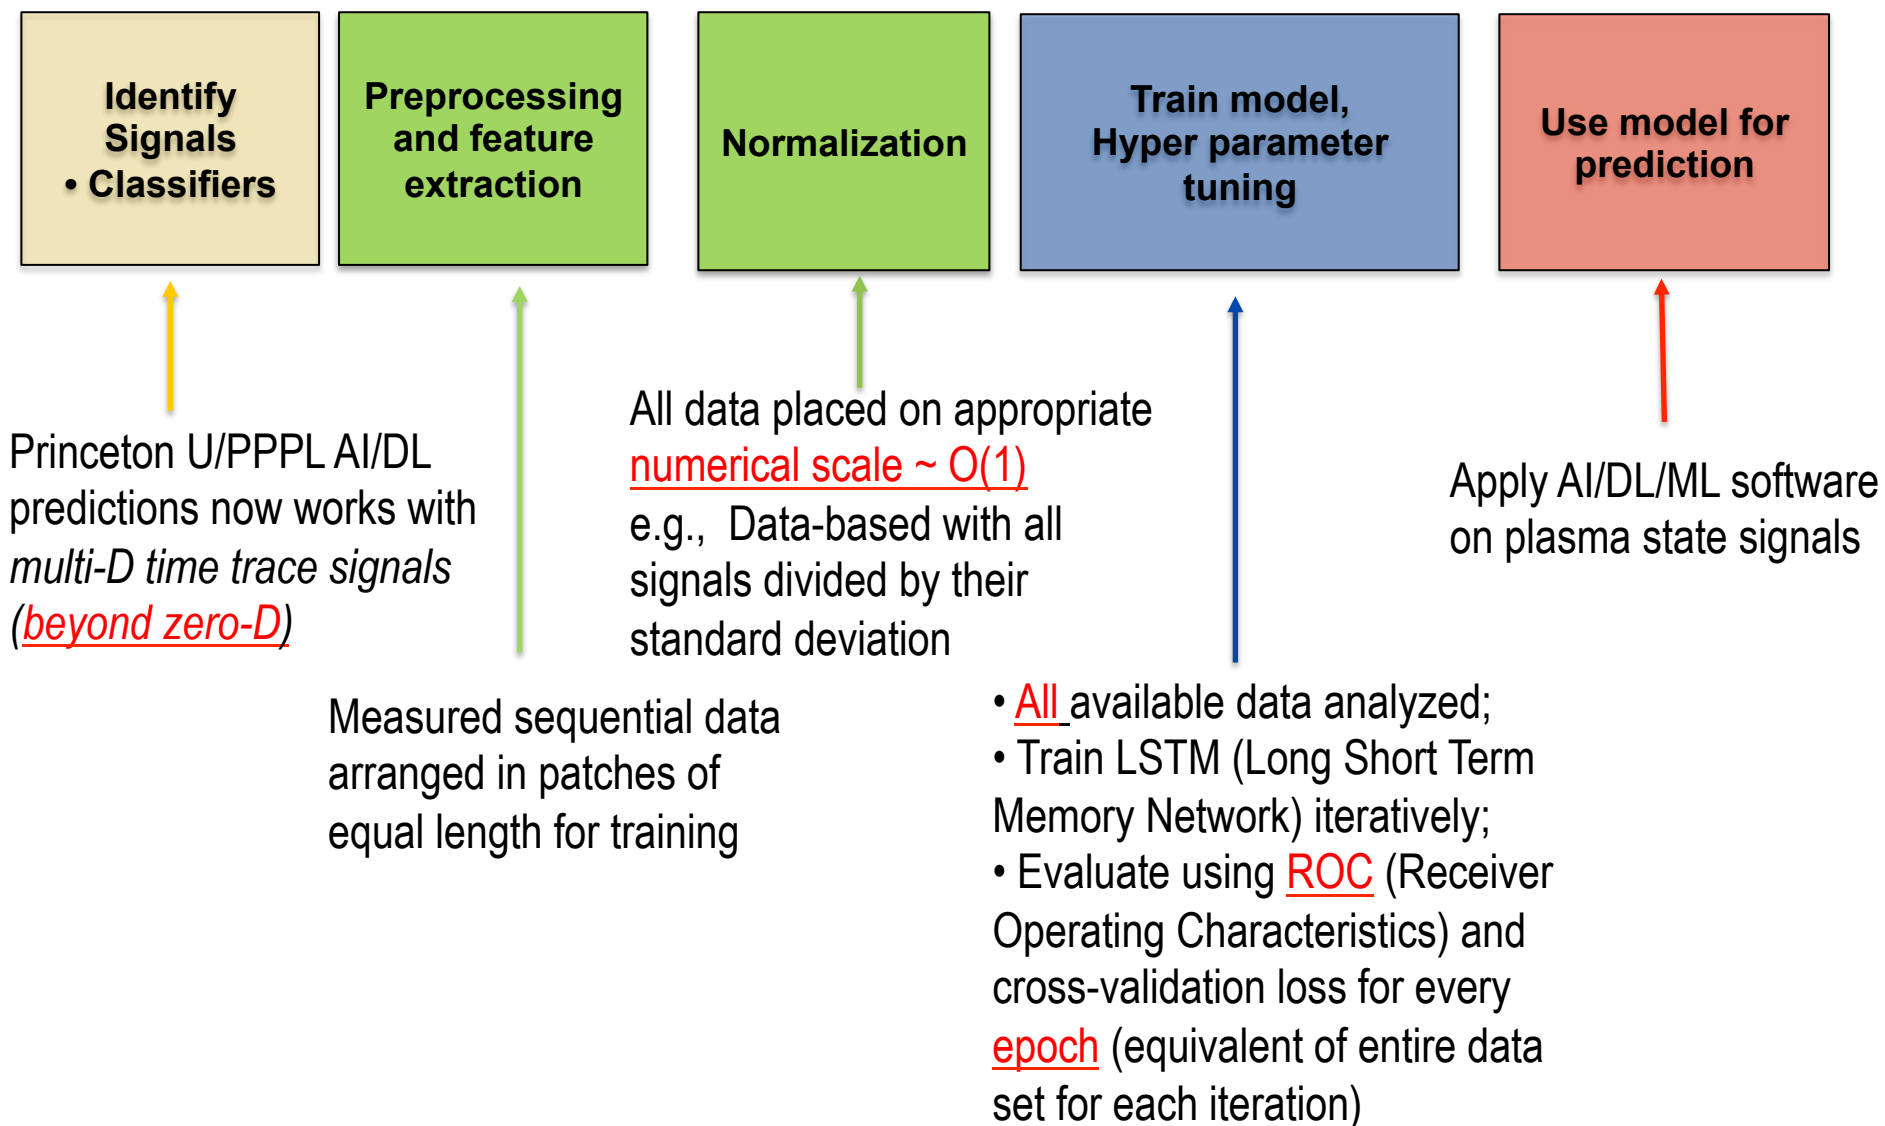 Identify
Signals
• Classifiers
Preprocessing
and feature
extraction
Normalization
Train model,
Hyper parameter
tuning
Use model for
prediction
Princeton U/PPPL AI/DL
predictions now works with
multi-D time trace signals
(beyond zero-D)
Measured sequential data
arranged in patches of
equal length for training
All data placed on appropriate
numerical scale ~ O(1)
e.g., Data-based with all
signals divided by their
standard deviation
• All available data analyzed;
• Train LSTM (Long Short Term
Memory Network) iteratively;
• Evaluate using ROC (Receiver
Operating Characteristics) and
cross-validation loss for every
epoch (equivalent of entire data
set for each iteration)
Apply AI/DL/ML software
on plasma state signals